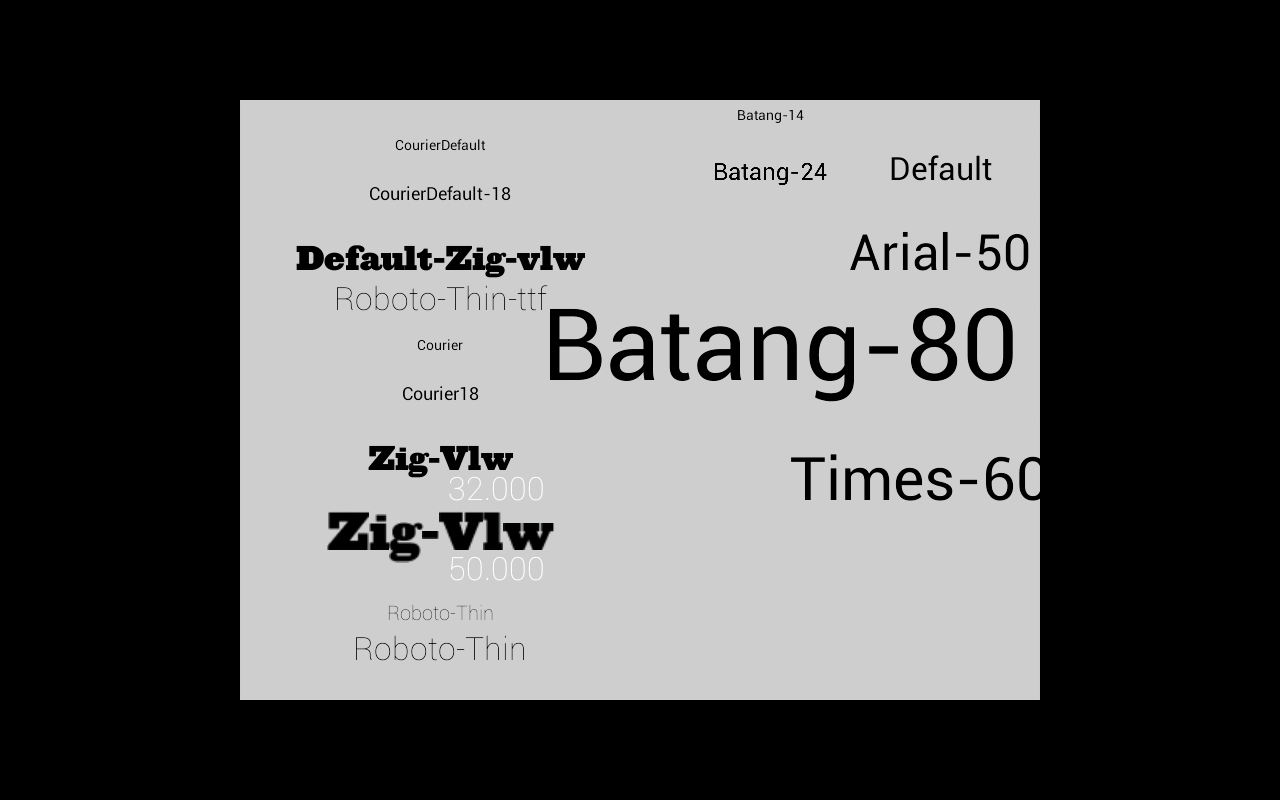 Batang-14
CourierDefault
Batang-24
Default
CourierDefault-18
Arial-50
Default-Zig-vlw
Roboto-Thin-ttf
Batang-80
Courier
Courier18
Zig-Vlw
Times-60
32.000
Zig-Vlw
50.000
Roboto-Thin
Roboto-Thin